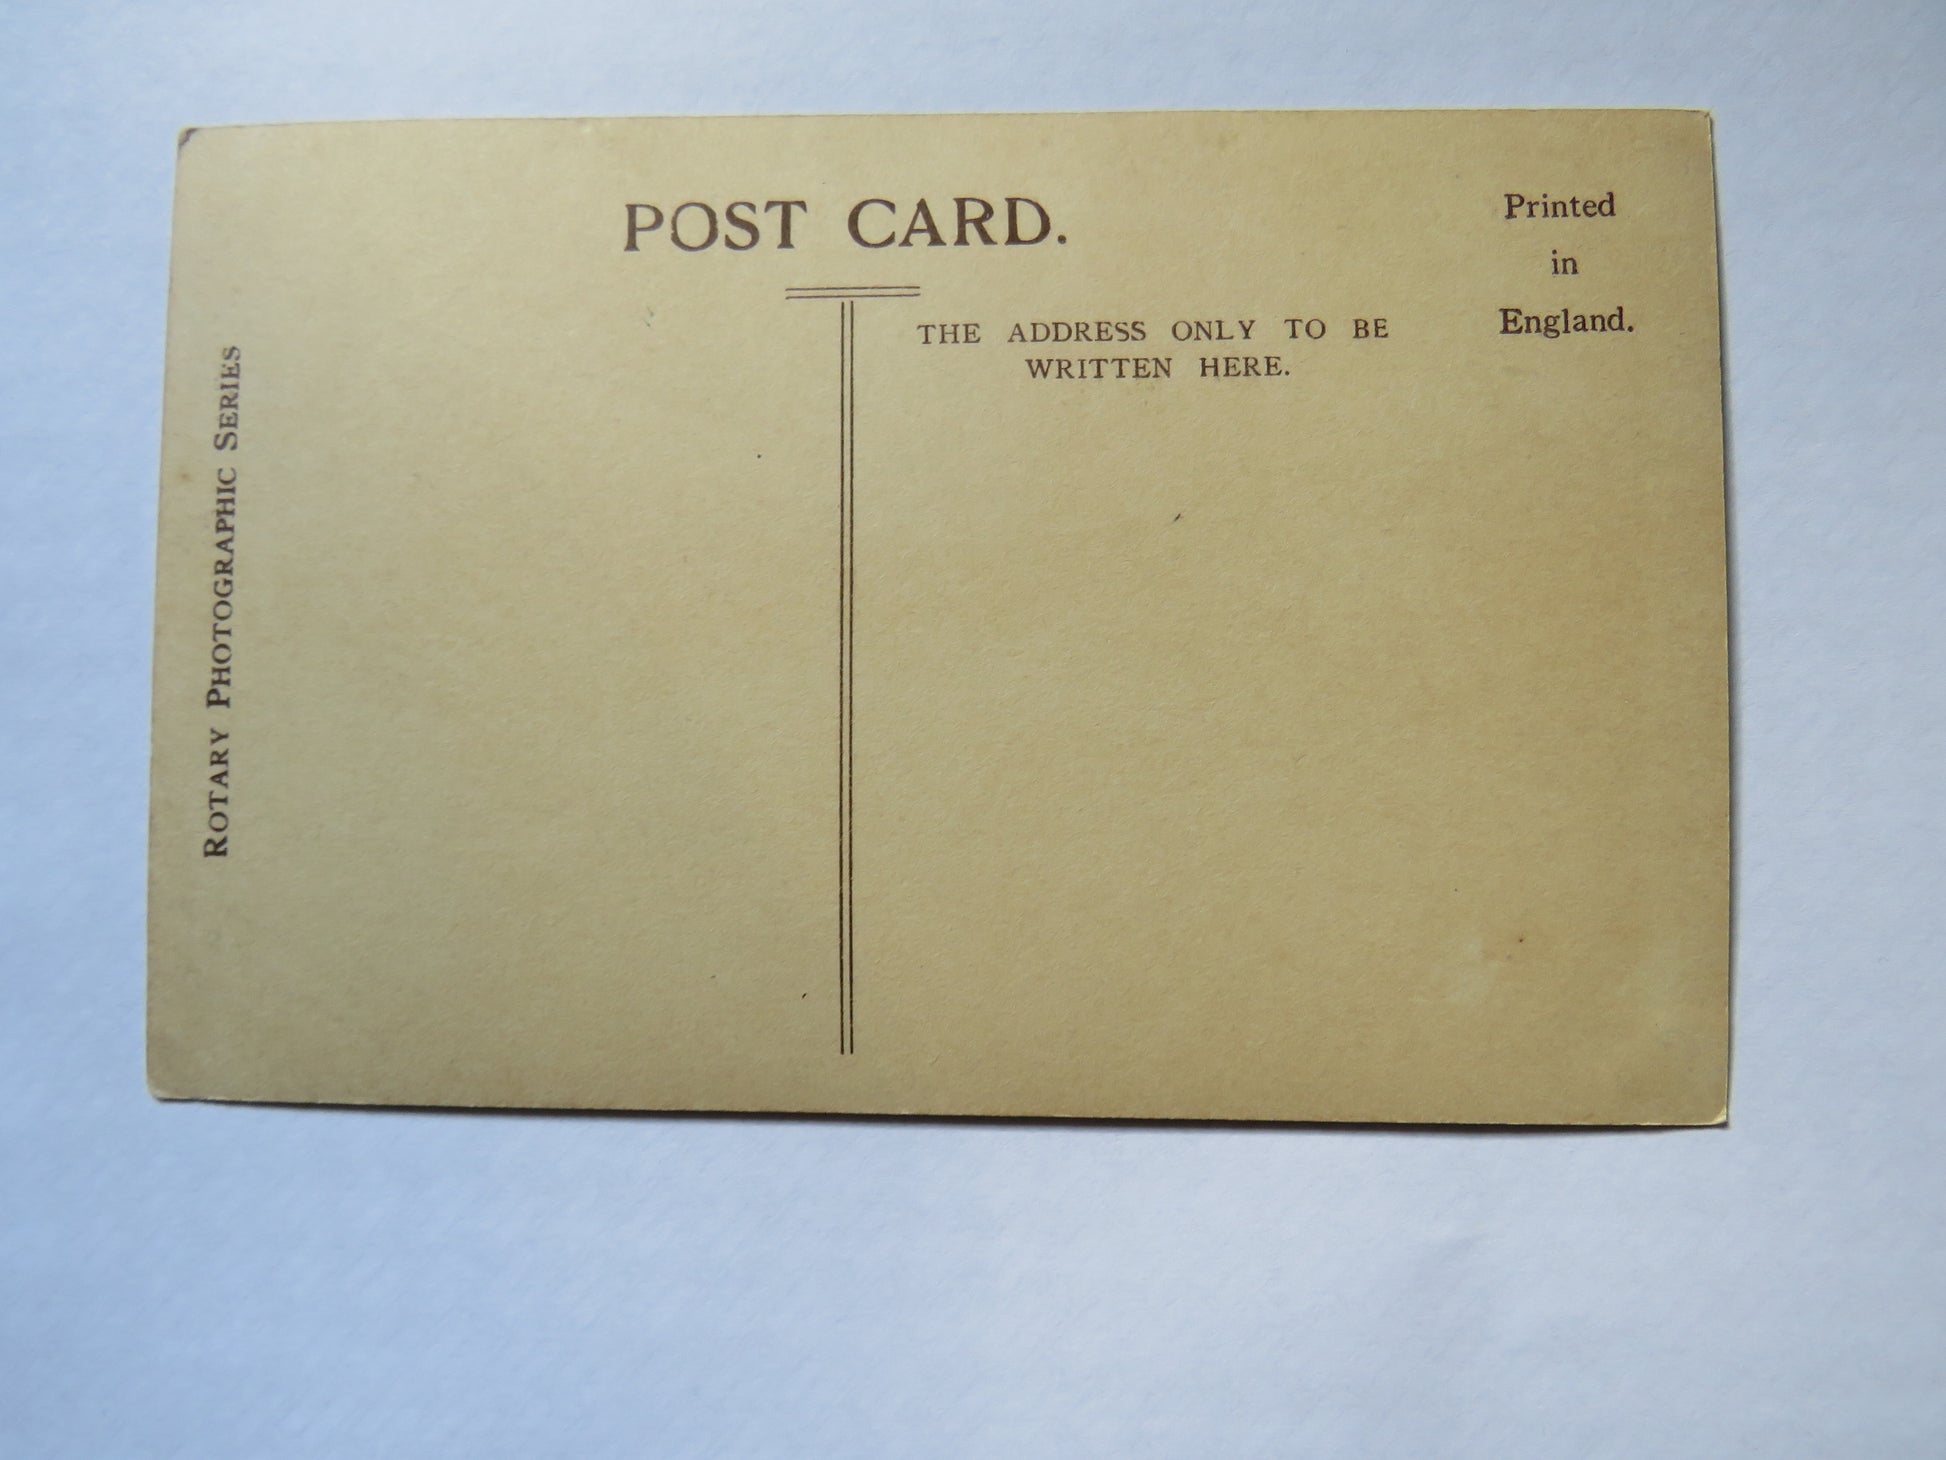 POST CARD.
Printed
in
England.
THE ADDRESS ONLY TO BE
WRITTEN HERE.
ROTARY PHOTOGRAPHIC SERIES